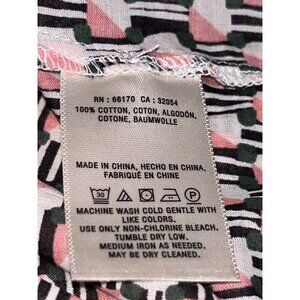 RN : 66170 CA : 32054
100% COTTON, COTON, ALGODÓN,
COTONE, BAUMWOLLE
MADE IN CHINA, HECHO EN CHINA,
FABRIQUÉ EN CHINE
30
MACHINE WASH COLD GENTLE WITH
LIKE COLORS.
USE ONLY NON-CHLORINE BLEACH.
TUMBLE DRY LOW.
MEDIUM IRON AS NEEDED.
MAY BE DRY CLEANED.